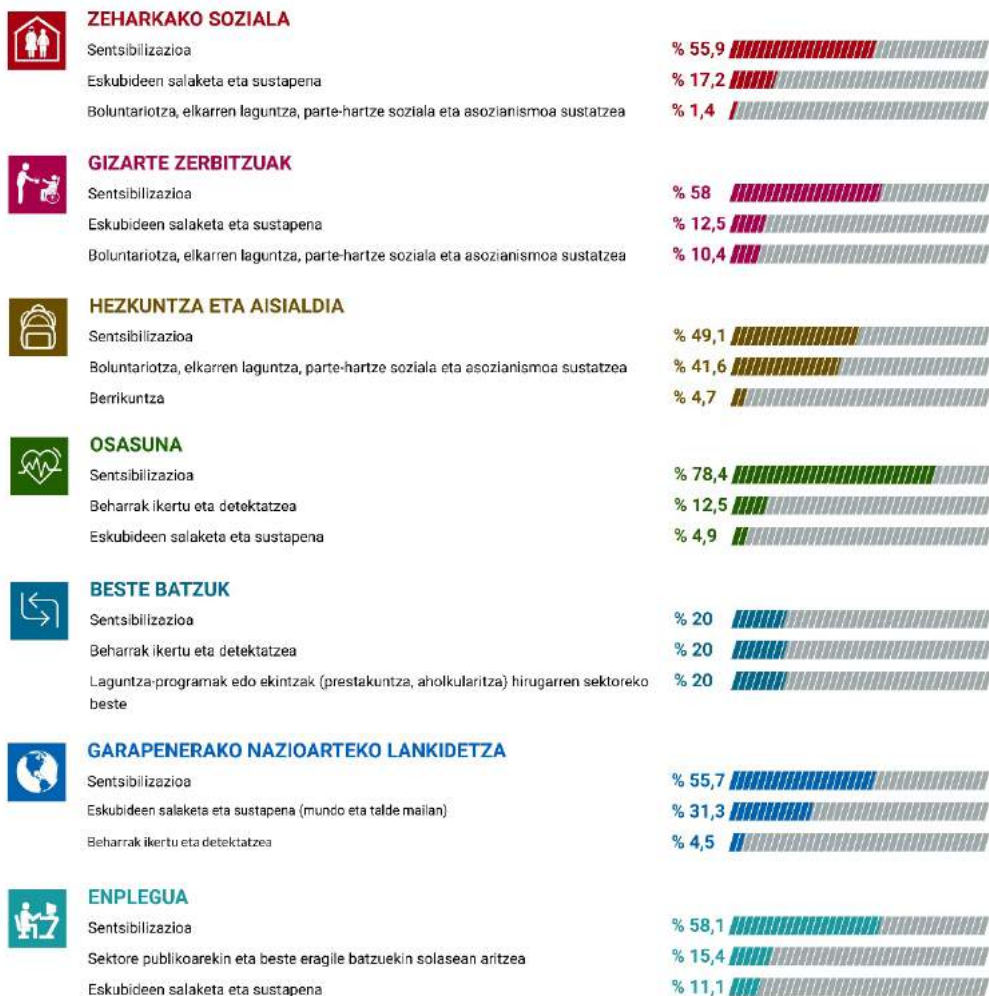 ZEHARKAKO SOZIALA
Sentsibilizazioa % 55,9
Eskubideen salaketa eta sustapena % 17,2
Boluntariotza, elkarren laguntza, parte-hartze soziala eta asozianismoa sustatzea % 1,4
GIZARTE ZERBITZUAK
Sentsibilizazioa % 58
Eskubideen salaketa eta sustapena % 12,5
Boluntariotza, elkarren laguntza, parte-hartze soziala eta asozianismoa sustatzea % 10,4
HEZKUNTZA ETA AISIALDIA
Sentsibilizazioa % 49,1
Boluntariotza, elkarren laguntza, parte-hartze soziala eta asozianismoa sustatzea % 41,6
Berrikuntza % 4,7
OSASUNA
Sentsibilizazioa % 78,4
Beharrak ikertu eta detektatzea % 12,5
Eskubideen salaketa eta sustapena % 4,9
BESTE BATZUK
Sentsibilizazioa % 20
Beharrak ikertu eta detektatzea % 20
Laguntza-programak edo ekintzak (prestakuntza, aholkularitza) hirugarren sektoreko % 20
beste
GARAPENERAKO NAZIOARTEKO LANKIDETZA
Sentsibilizazioa % 55,7
Eskubideen salaketa eta sustapena (mundo eta talde mailan) % 31,3
Beharrak ikertu eta detektatzea % 4,5
ENPLEGUA
Sentsibilizazioa % 58,1
Sektore publikoarekin eta beste eragile batzuekin solasean aritzea % 15,4
Eskubideen salaketa eta sustapena % 11,1